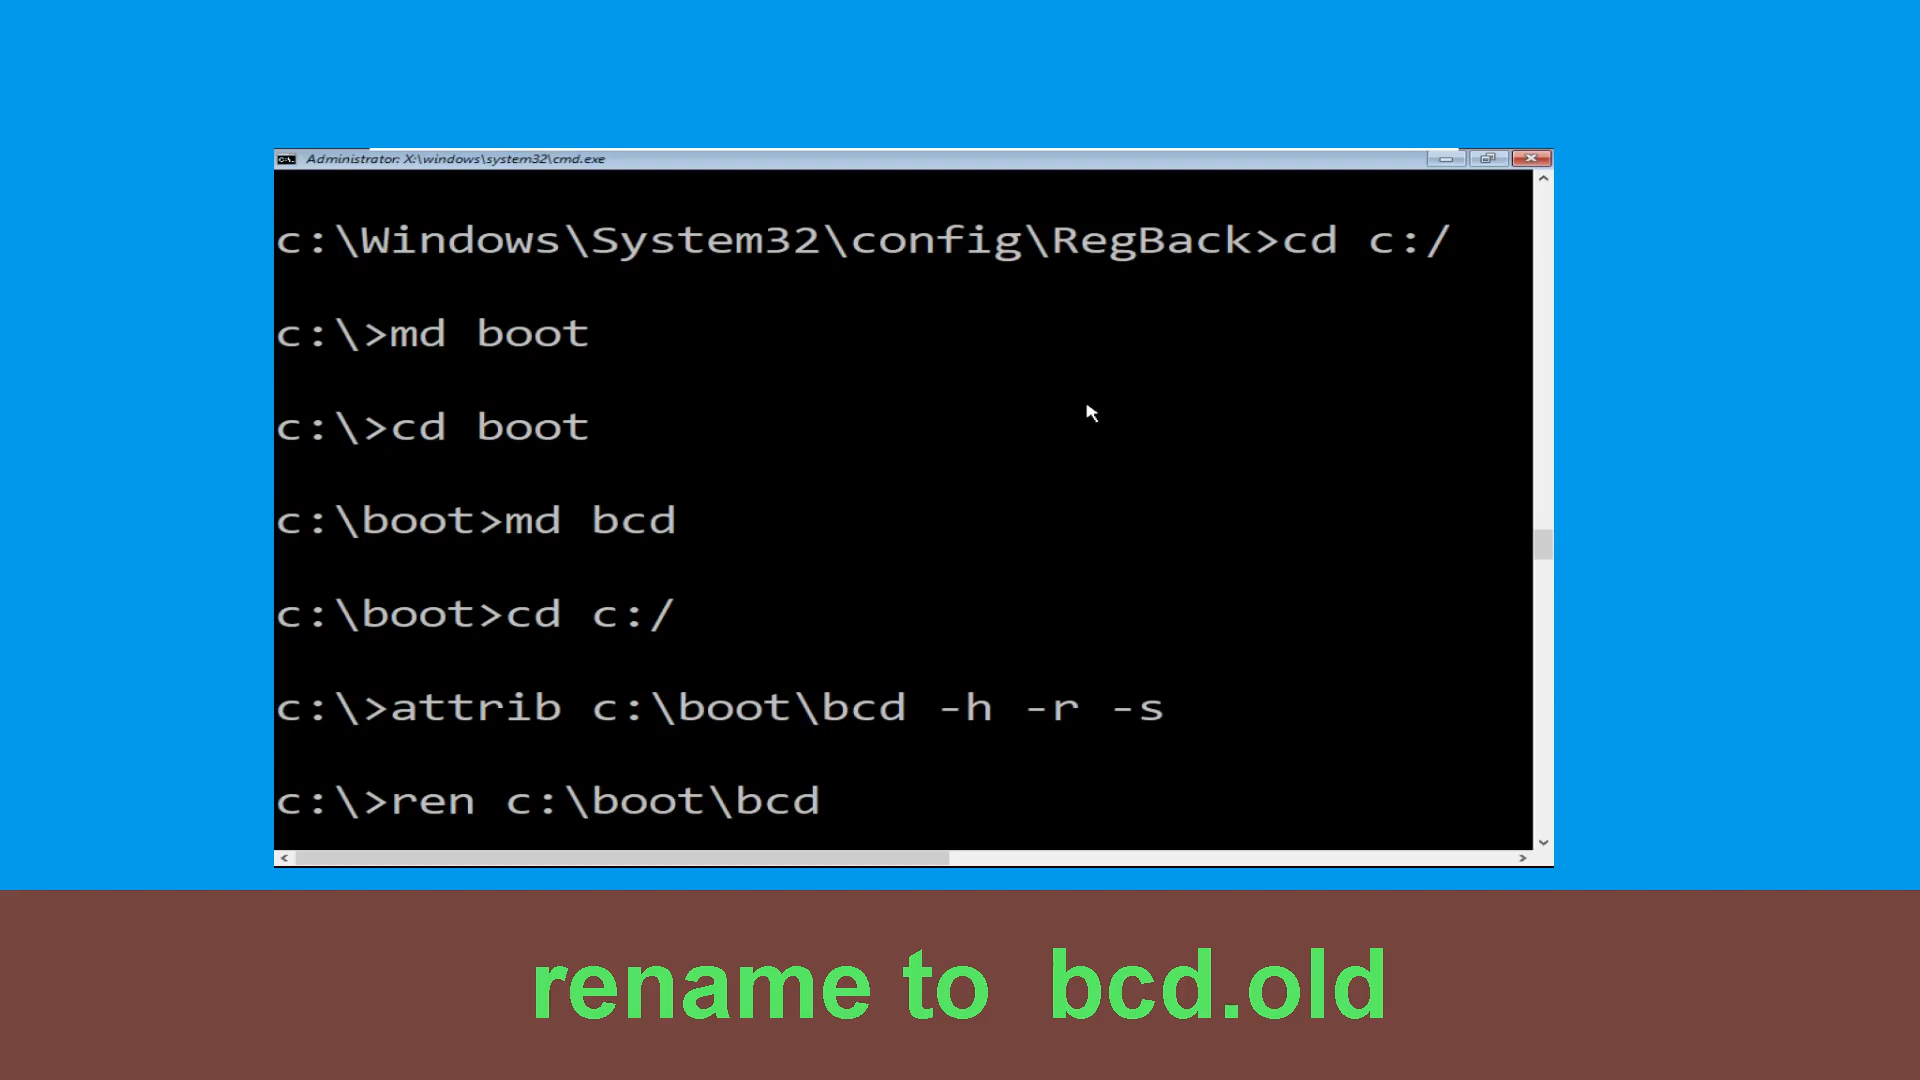 Administrator: X:\windows\system32\cmd.exe
c:\Windows\System32\config\RegBack>cd c:/
c:\>md boot
c:\>cd boot
c:\boot>md bcd
c:\boot>cd c:/
c:\>attrib c:\boot\bcd -h -r -s
c:\>ren c:\boot\bcd
rename to  bcd.old